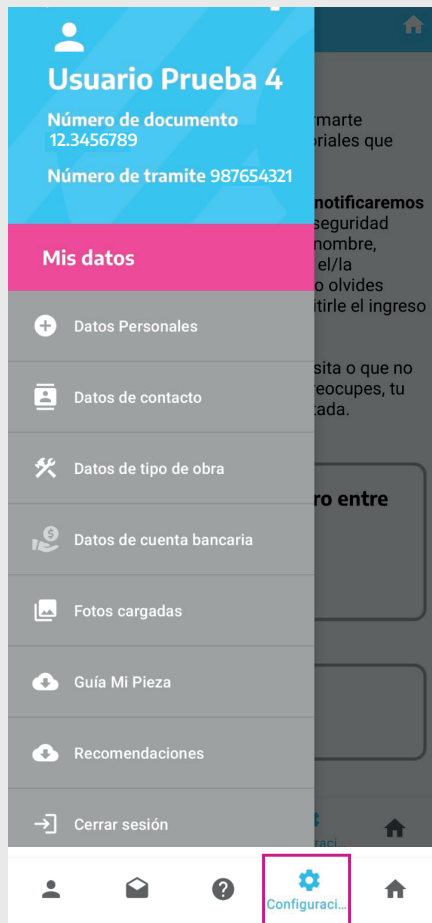 Usuario Prueba 4
Número de documento
12.3456789
Número de tramite 987654321
Mis datos
Datos Personales
Datos de contacto
Datos de tipo de obra
Datos de cuenta bancaria
Fotos cargadas
Guía Mi Pieza
Recomendaciones
Cerrar sesión
rmarte
oriales que
notificaremos
seguridad
nombre,
el/la
o olvides
itirle el ingreso
sita o que no
reocupes, tu
tada.
ro entre
raci...
Configuraci...